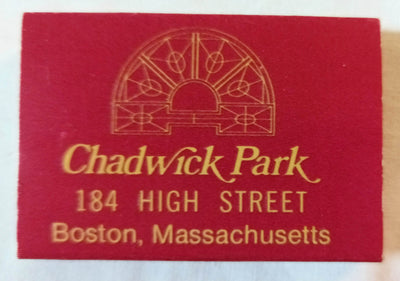 Chadwick Park
184 HIGH STREET
Boston, Massachusetts